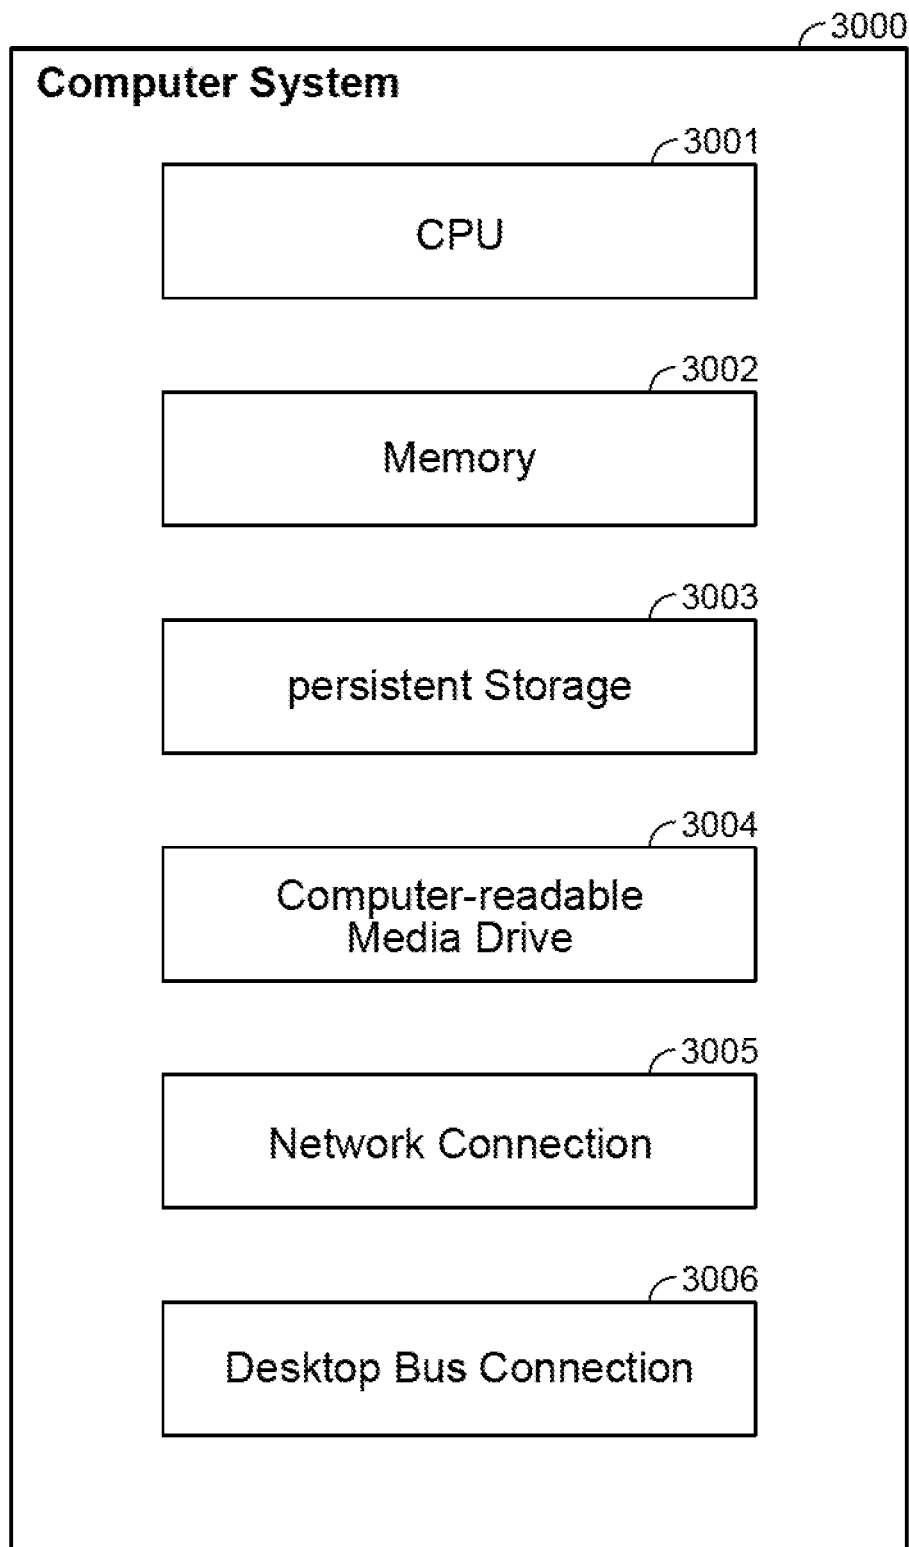 3000
Computer System
3001
CPU
3002
Memory
3003
persistent Storage
3004
Computer-readable
Media Drive
3005
Network Connection
3006
Desktop Bus Connection